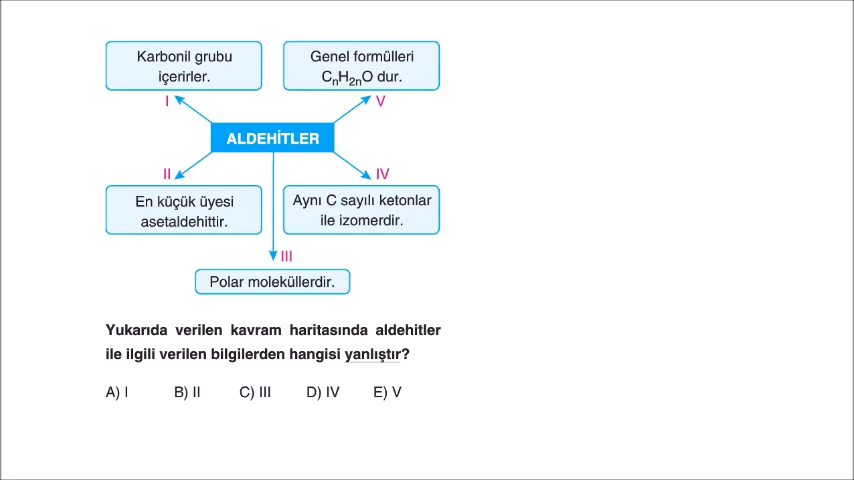 Karbonil grubu
içerirler.
Genel formülleri
CnH2nO dur.
I
V
ALDEHİTLER
II
IV
En küçük üyesi
asetaldehittir.
Aynı C sayılı ketonlar
ile izomerdir.
III
Polar moleküllerdir.
Yukarıda verilen kavram haritasında aldehitler
ile ilgili verilen bilgilerden hangisi yanlıştır?
A) I B) II C) III D) IV E) V